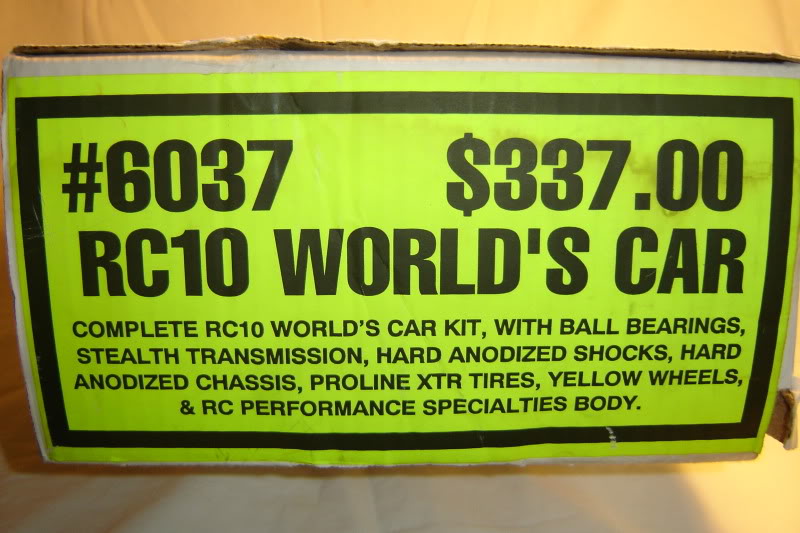 #6037 $337.00
RC10 WORLD'S CAR
COMPLETE RC10 WORLD'S CAR KIT, WITH BALL BEARINGS,
STEALTH TRANSMISSION, HARD ANODIZED SHOCKS, HARD
ANODIZED CHASSIS, PROLINE XTR TIRES, YELLOW WHEELS,
& RC PERFORMANCE SPECIALTIES BODY.